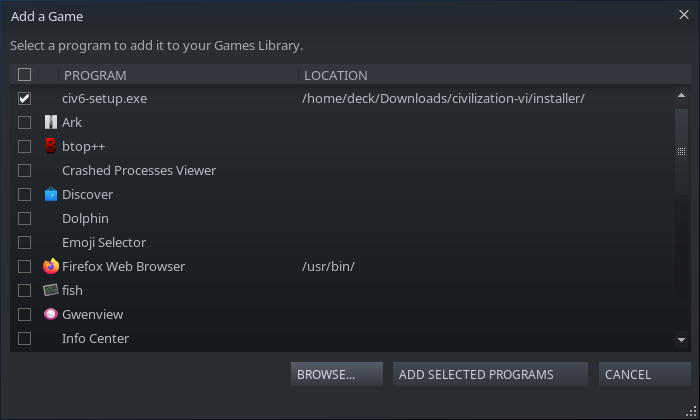 Add a Game
Select a program to add it to your Games Library.
PROGRAM LOCATION
civ6-setup.exe /home/deck/Downloads/civilization-vi/installer/
Ark
btop++
Crashed Processes Viewer
Discover
Dolphin
Emoji Selector
Firefox Web Browser /usr/bin/
fish
Gwenview
Info Center
BROWSE... ADD SELECTED PROGRAMS CANCEL